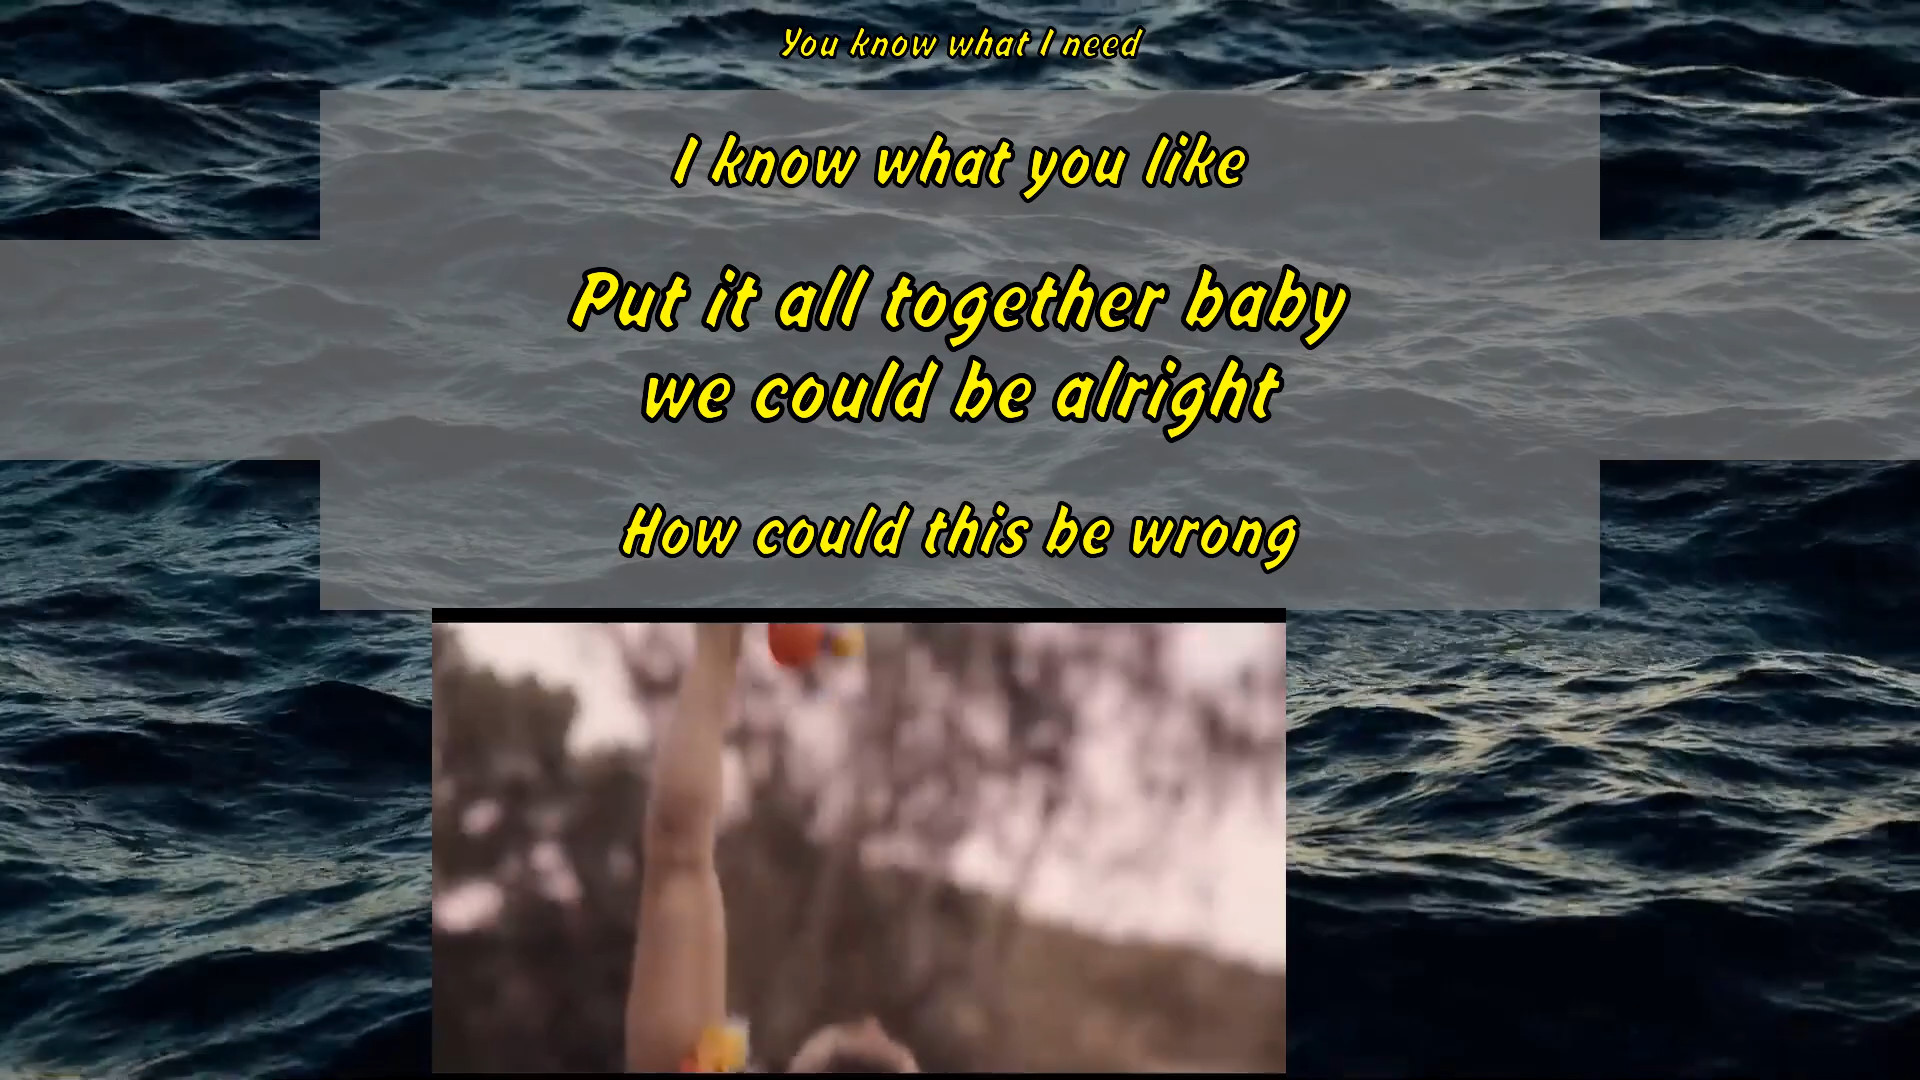 You know what I need
I know what you like
Put it all together baby
we could be alright
How could this be wrong